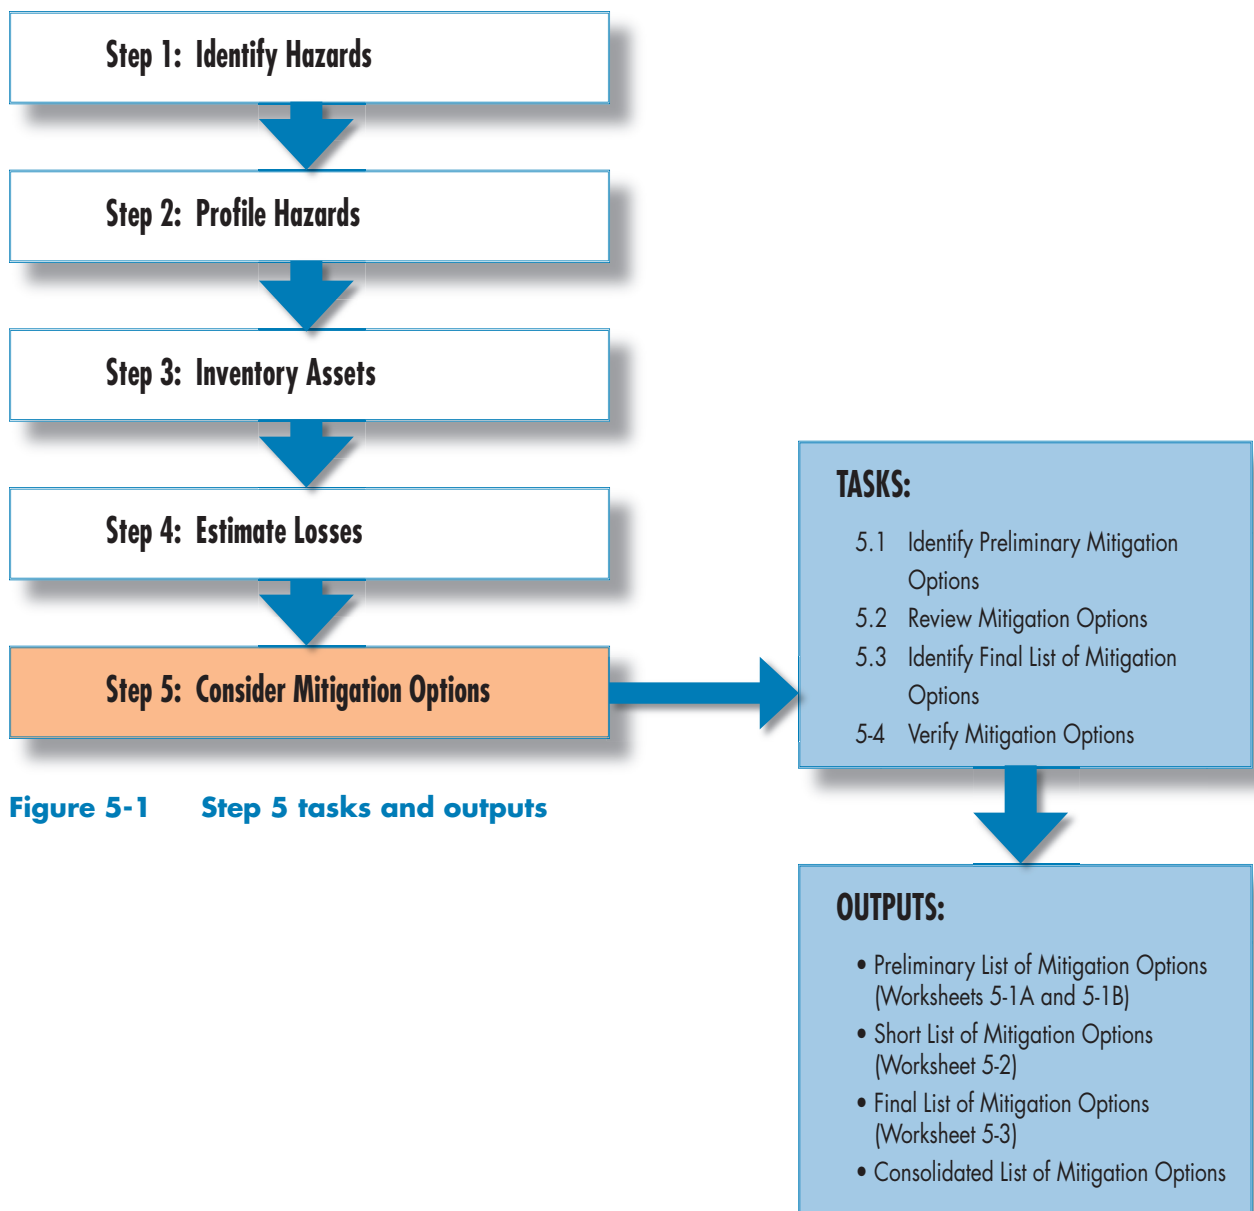 Step 1: Identify Hazards
Step 2: Profile Hazards
Step 3: Inventory Assets
Step 4: Estimate Losses
Step 5: Consider Mitigation Options
Figure 5-1 Step 5 tasks and outputs
TASKS:
5.1 Identify Preliminary Mitigation
Options
5.2 Review Mitigation Options
5.3 Identify Final List of Mitigation
Options
5-4 Verify Mitigation Options
OUTPUTS:
• Preliminary List of Mitigation Options
(Worksheets 5-1A and 5-1B)
• Short List of Mitigation Options
(Worksheet 5-2)
• Final List of Mitigation Options
(Worksheet 5-3)
• Consolidated List of Mitigation Options